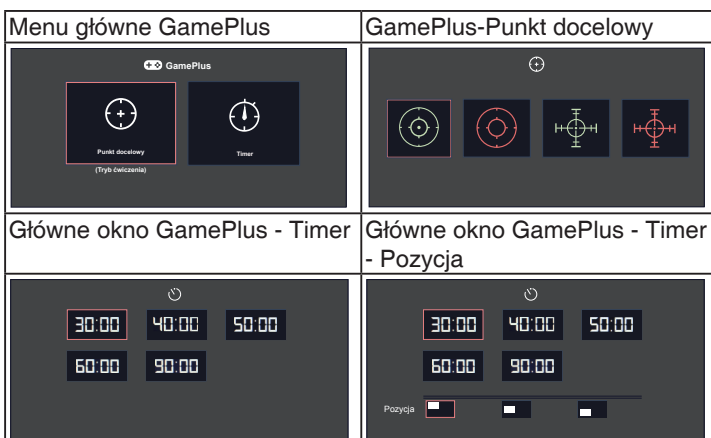 Menu główne GamePlus
GamePlus-Punkt docelowy
GamePlus
Punkt docelowy
Timer
(Tryb ćwiczenia)
Główne okno GamePlus - Timer
Główne okno GamePlus - Timer
- Pozycja
30:00 40:00 50:00
60:00 90:00
30:00 40:00 50:00
60:00 90:00
Pozycja